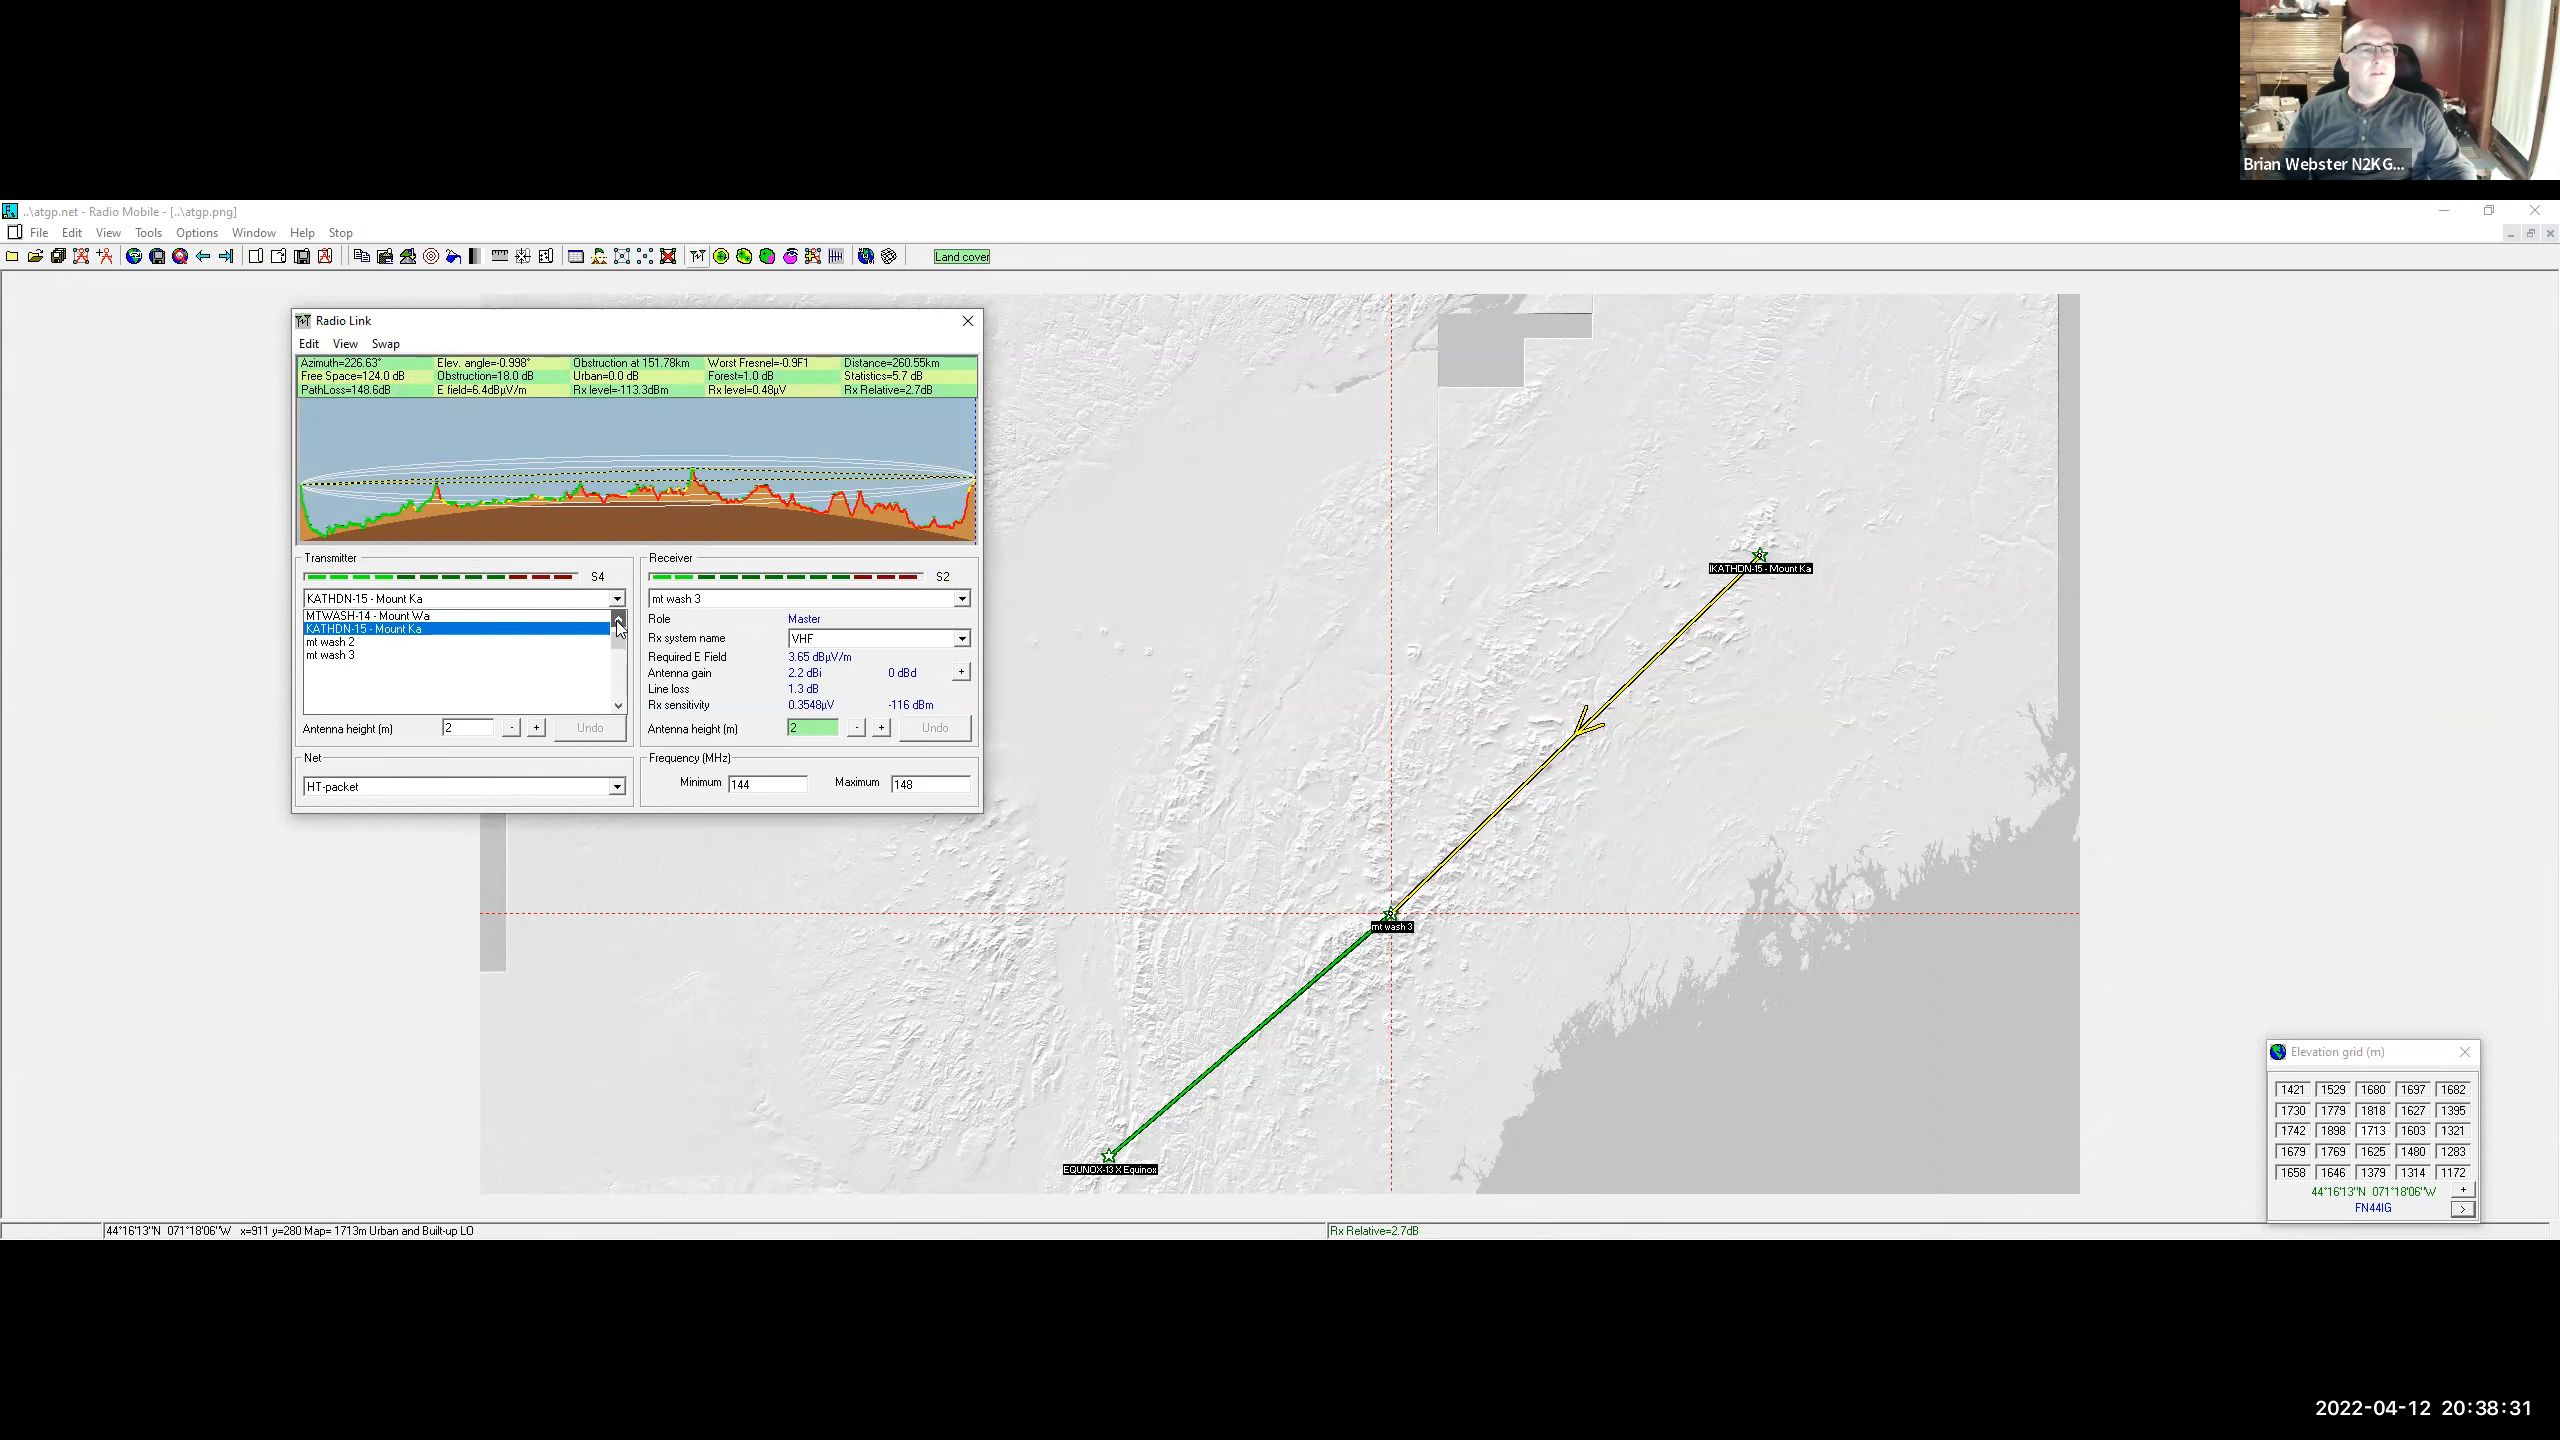 Brian Webster N2KG...
..\atgp.net - Radio Mobile - [..\atgp.png]
File Edit View Tools Options Window Help Stop
Land cover
Radio Link
Edit View Swap
Azimuth=226.63° Elev. angle=-0.998° Obstruction at 151.78km Worst Fresnel=-0.9F1 Distance=260.55km
Free Space=124.0 dB Obstruction=18.0 dB Urban=0.0 dB Forest=1.0 dB Statistics=5.7 dB
PathLoss=148.6dB E field=6.4dBµV/m Rx level=-113.3dBm Rx level=0.48µV Rx Relative=2.7dB
Transmitter
S4
KATHDN-15 - Mount Ka
MTWASH-14 - Mount Wa
KATHDN-15 - Mount Ka
mt wash 2
mt wash 3
Antenna height (m) 2 - + Undo
Net
HT-packet
Receiver
S2
mt wash 3
Role Master
Rx system name VHF
Required E Field 3.65 dBµV/m
Antenna gain 2.2 dBi 0 dBd +
Line loss 1.3 dB
Rx sensitivity 0.3548µV -116 dBm
Antenna height (m) 2 - + Undo
Frequency (MHz)
Minimum 144 Maximum 148
KATHDN-15 - Mount Ka
mt wash 3
EQUNOX-13 X Equinox
Elevation grid (m)
1421 1529 1680 1697 1682
1730 1779 1818 1627 1395
1742 1898 1713 1603 1321
1679 1769 1625 1480 1283
1658 1646 1379 1314 1172
44°16'13"N 071°18'06"W +
FN44IG >
44°16'13"N 071°18'06"W x=911 y=280 Map= 1713m Urban and Built-up LO
Rx Relative=2.7dB
2022-04-12 20:38:31